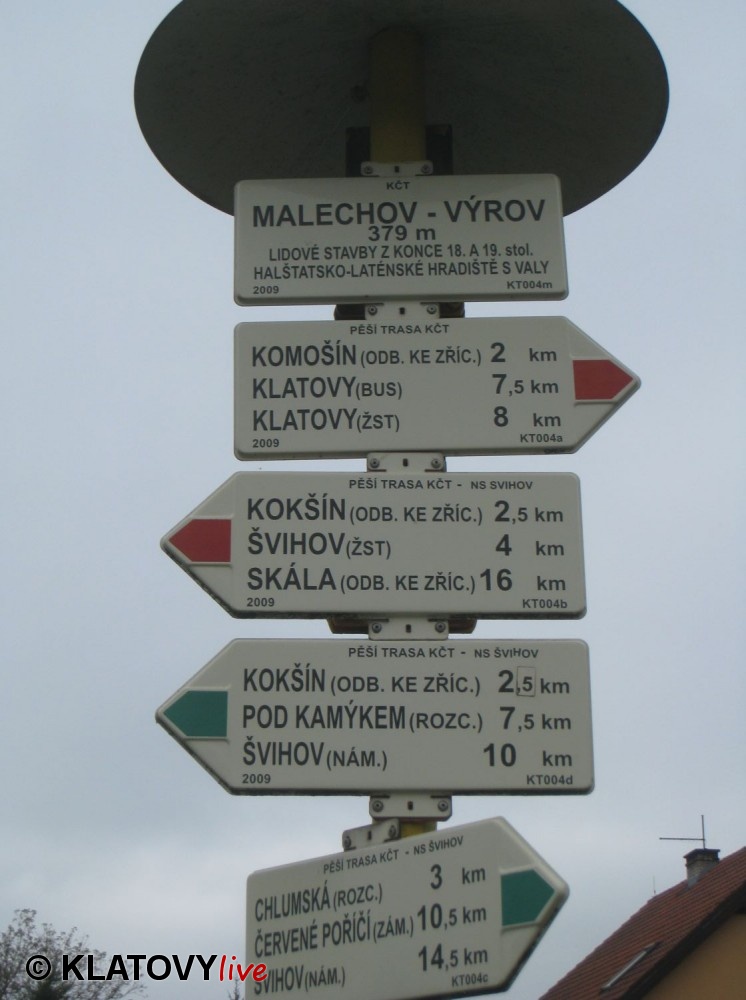 KČT
MALECHOV - VÝROV
379 m
LIDOVÉ STAVBY Z KONCE 18. A 19. stol.
HALŠTATSKO-LATÉNSKÉ HRADIŠTĚ S VALY
2009 KT004m
PĚŠÍ TRASA KČT
KOMOŠÍN (ODB. KE ZŘÍC.) 2 km
KLATOVY (BUS) 7,5 km
KLATOVY (ŽST) 8 km
2009 KT004a
PĚŠÍ TRASA KČT - NS SVIHOV
KOKŠÍN (ODB. KE ZŘÍC.) 2,5 km
ŠVIHOV (ŽST) 4 km
SKÁLA (ODB. KE ZŘÍC.) 16 km
2009 KT004b
PĚŠÍ TRASA KČT - NS ŠVIHOV
KOKŠÍN (ODB. KE ZŘÍC.) 2,5 km
POD KAMÝKEM (ROZC.) 7,5 km
ŠVIHOV (NÁM.) 10 km
2009 KT004d
PĚŠÍ TRASA KČT - NS ŠVIHOV
CHLUMSKÁ (ROZC.) 3 km
ČERVENÉ POŘÍČÍ (ZÁM.) 10,5 km
ŠVIHOV (NÁM.) 14,5 km
KT004c
© KLATOVYlive